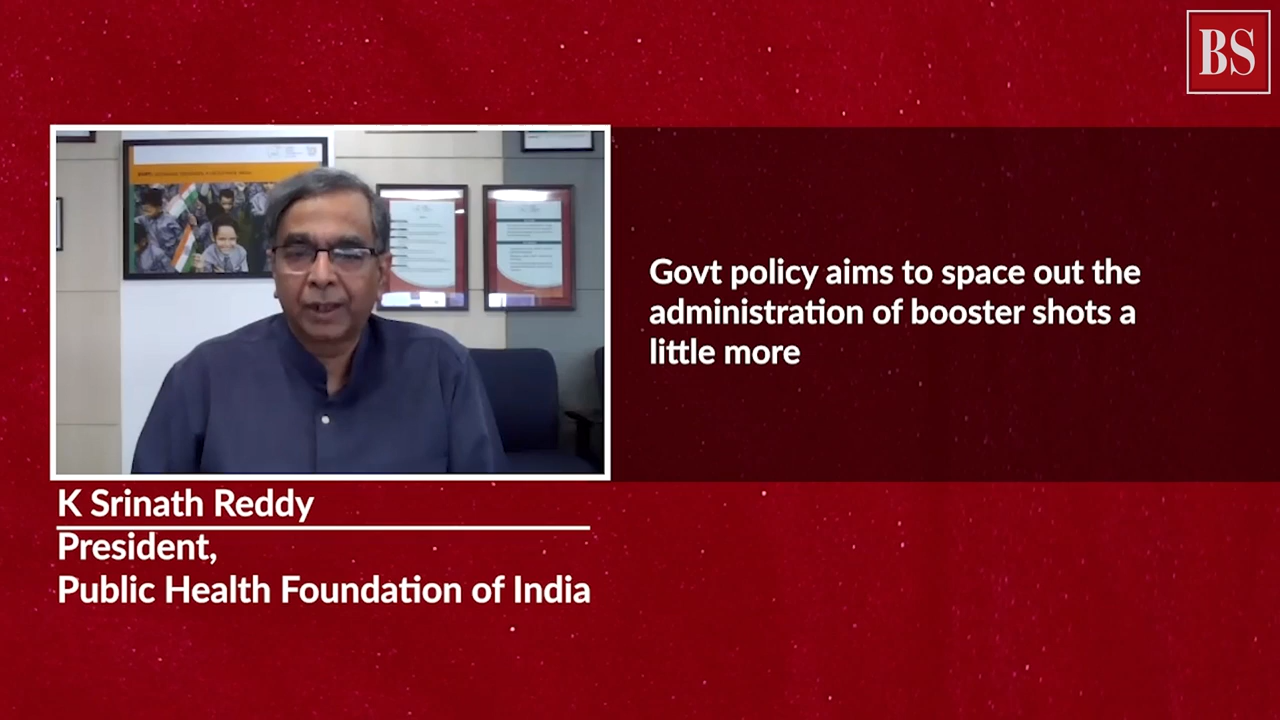 BS
Govt policy aims to space out the
administration of booster shots a
little more
K Srinath Reddy
President,
Public Health Foundation of India